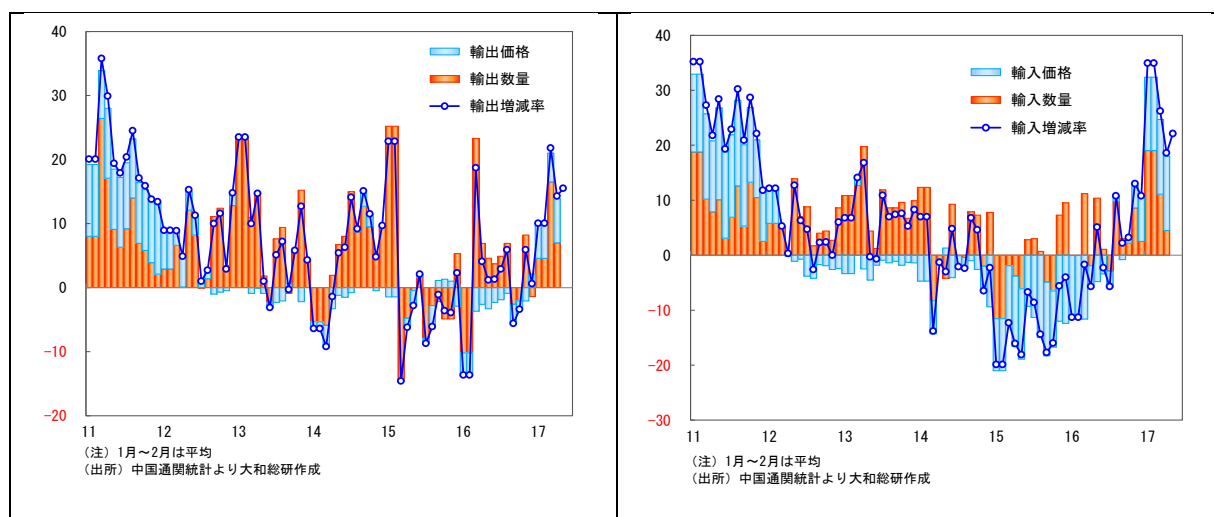 40
30
20
10
0
-10
-20
輸出価格
輸出数量
輸出増減率
11 12 13 14 15 16 17
(注) 1月～2月は平均
(出所) 中国通関統計より大和総研作成
40
30
20
10
0
-10
-20
-30
輸入価格
輸入数量
輸入増減率
11 12 13 14 15 16 17
(注) 1月～2月は平均
(出所) 中国通関統計より大和総研作成